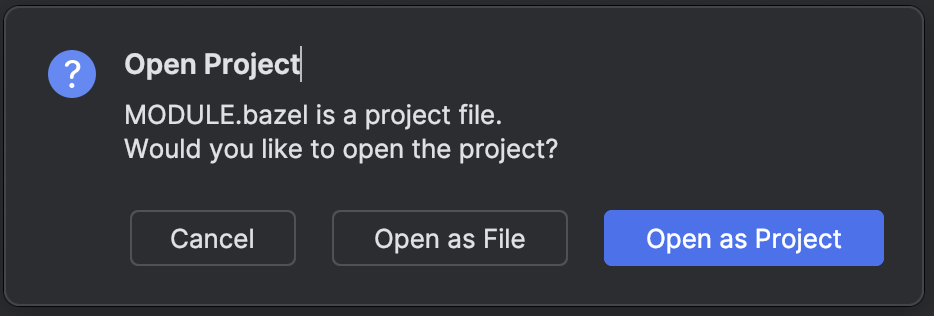 ?
Open Project
MODULE.bazel is a project file.
Would you like to open the project?
Cancel
Open as File
Open as Project